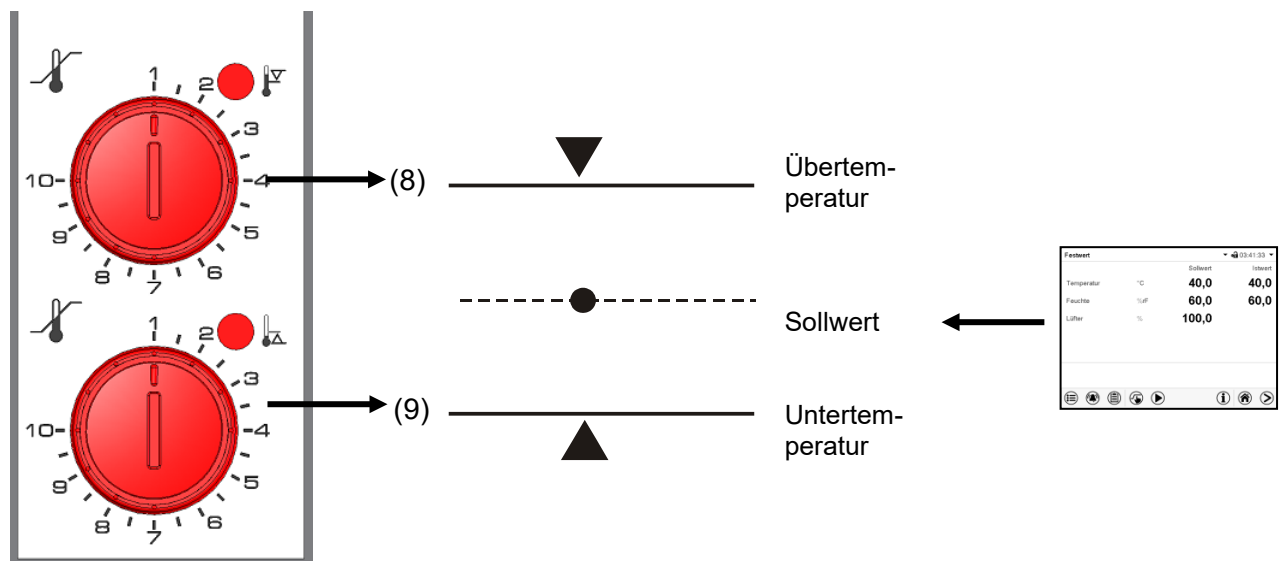 1
2
3
4
5
6
7
8
9
10
(8)
Übertem-
peratur
1
2
3
4
5
6
7
8
9
10
(9)
Sollwert
Untertem-
peratur
Festwert 03:41:33
Sollwert Istwert
Temperatur °C 40,0 40,0
Feuchte %rF 60,0 60,0
Lüfter % 100,0